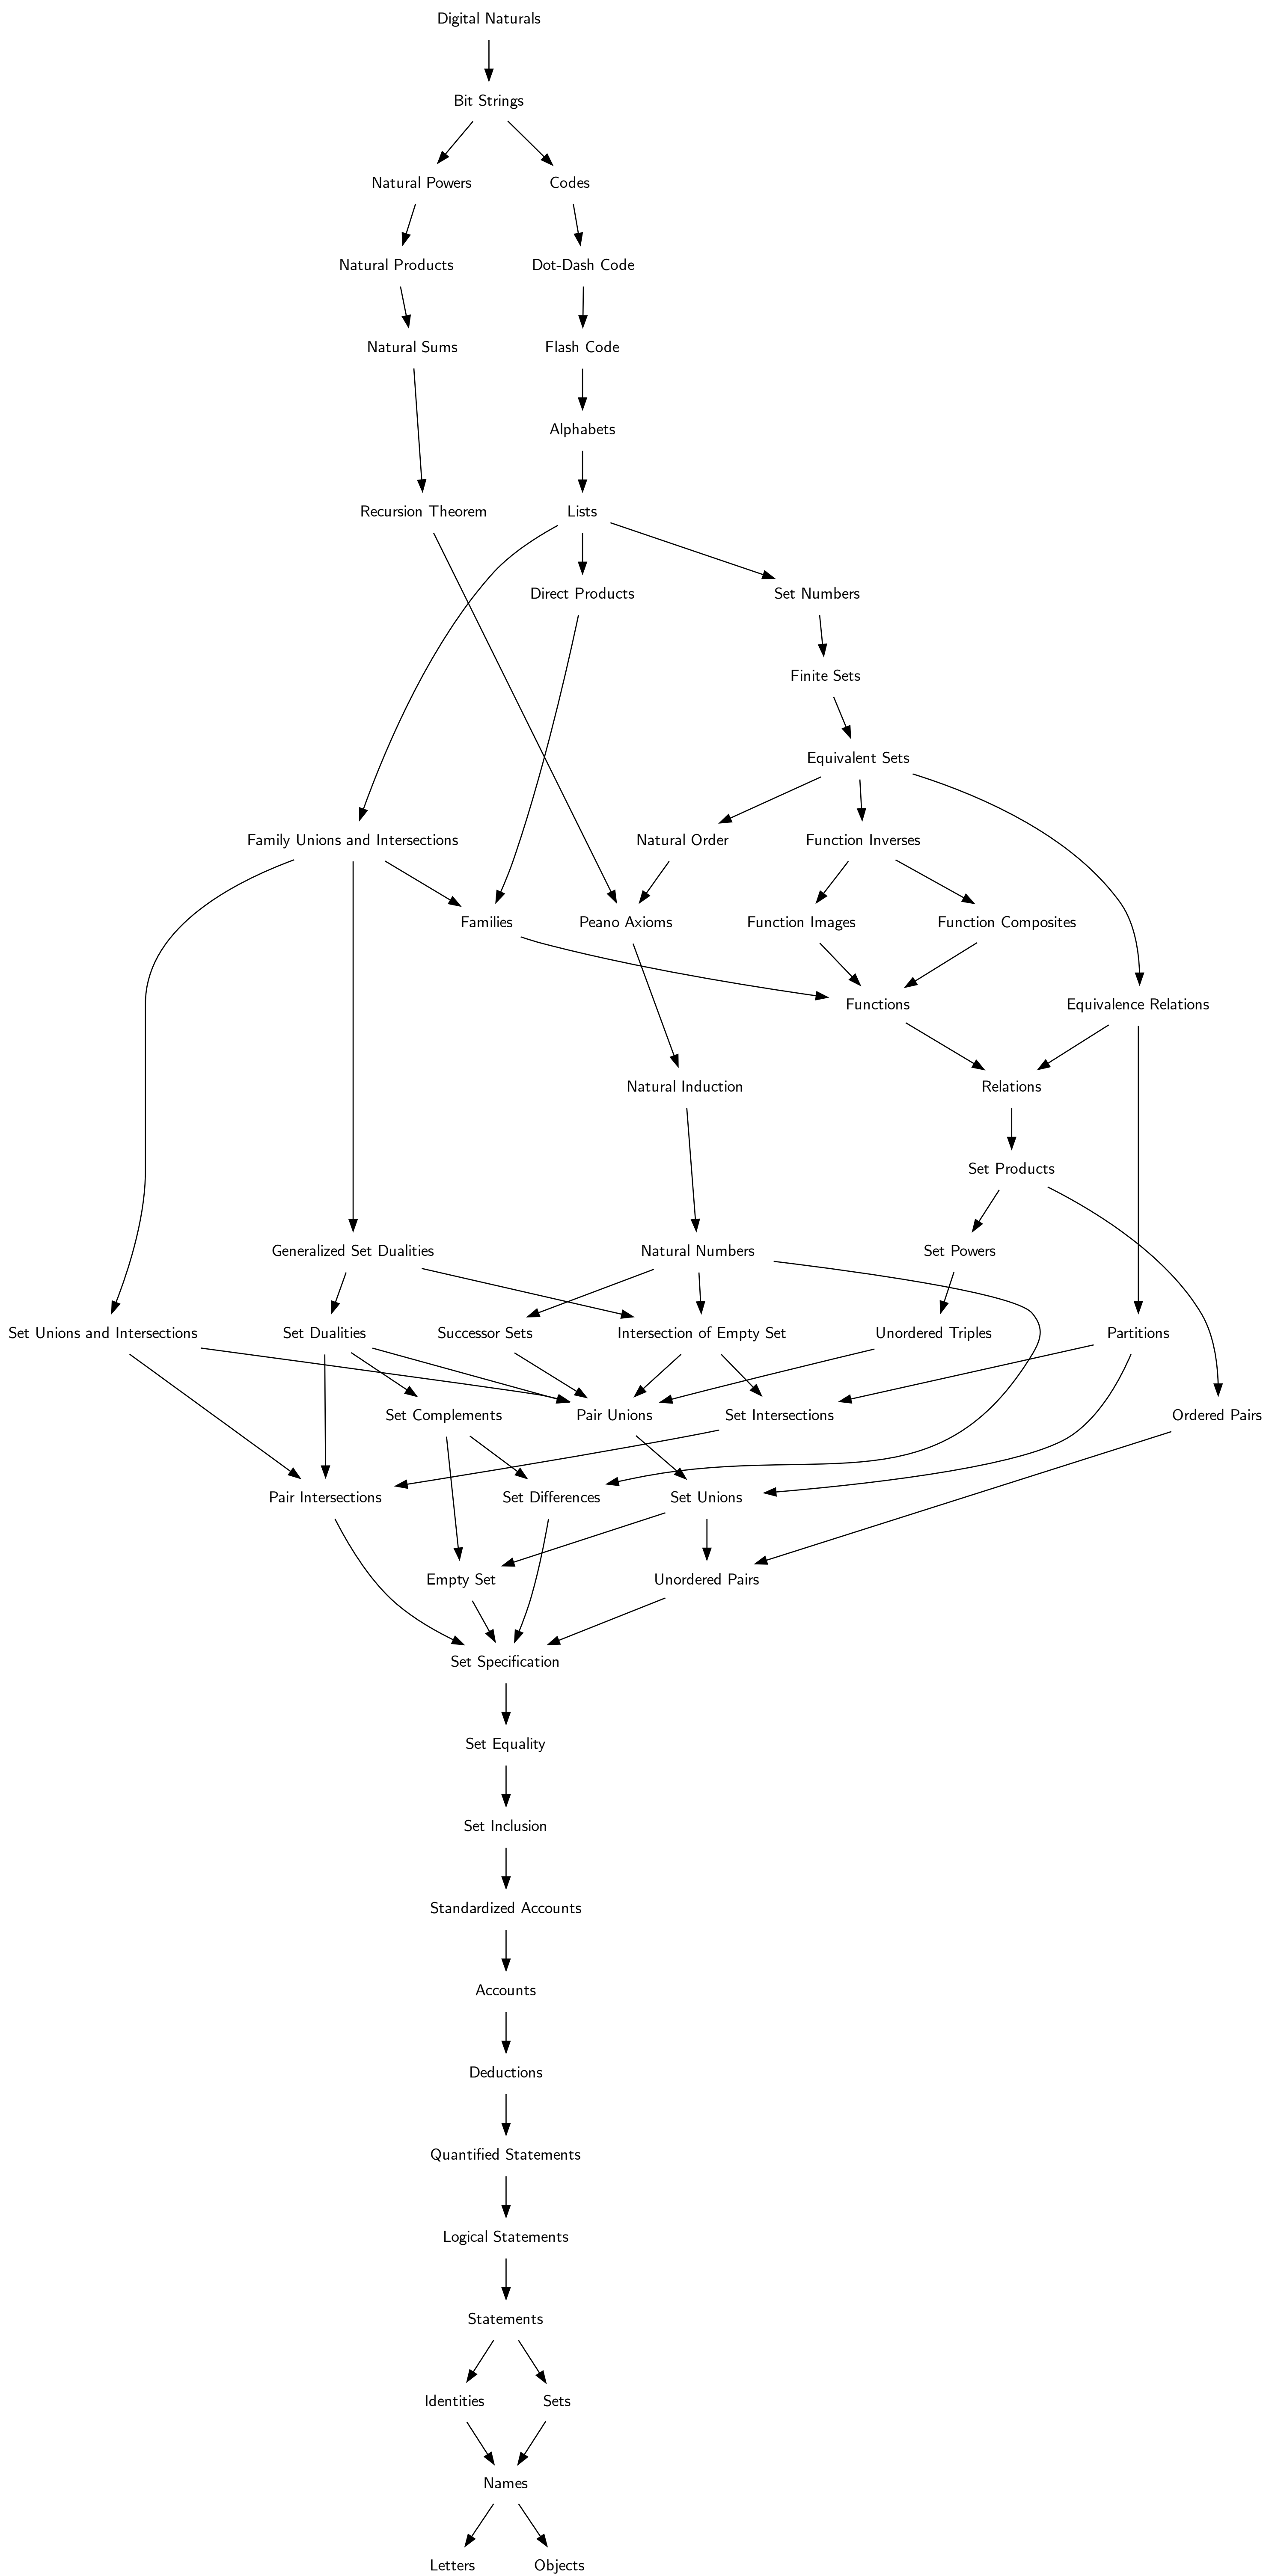 Digital Naturals
Bit Strings
Natural Powers
Codes
Natural Products
Dot-Dash Code
Natural Sums
Flash Code
Alphabets
Recursion Theorem
Lists
Direct Products
Set Numbers
Finite Sets
Equivalent Sets
Family Unions and Intersections
Natural Order
Function Inverses
Families
Peano Axioms
Function Images
Function Composites
Functions
Equivalence Relations
Natural Induction
Relations
Set Products
Generalized Set Dualities
Natural Numbers
Set Powers
Set Unions and Intersections
Set Dualities
Successor Sets
Intersection of Empty Set
Unordered Triples
Partitions
Set Complements
Pair Unions
Set Intersections
Ordered Pairs
Pair Intersections
Set Differences
Set Unions
Empty Set
Unordered Pairs
Set Specification
Set Equality
Set Inclusion
Standardized Accounts
Accounts
Deductions
Quantified Statements
Logical Statements
Statements
Identities
Sets
Names
Letters
Objects